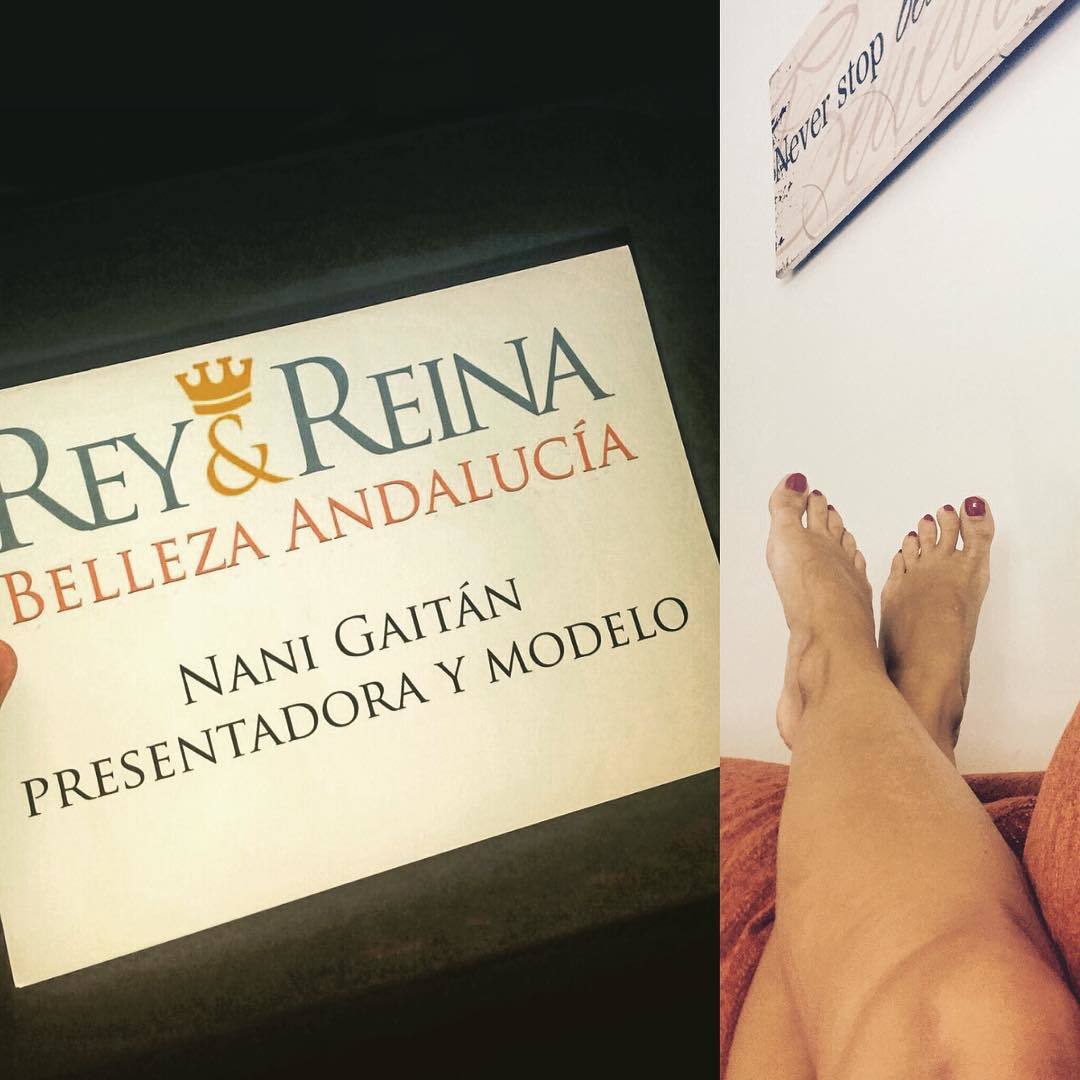 REY & REINA
BELLEZA ANDALUCÍA
NANI GAITÁN
PRESENTADORA Y MODELO
Never stop